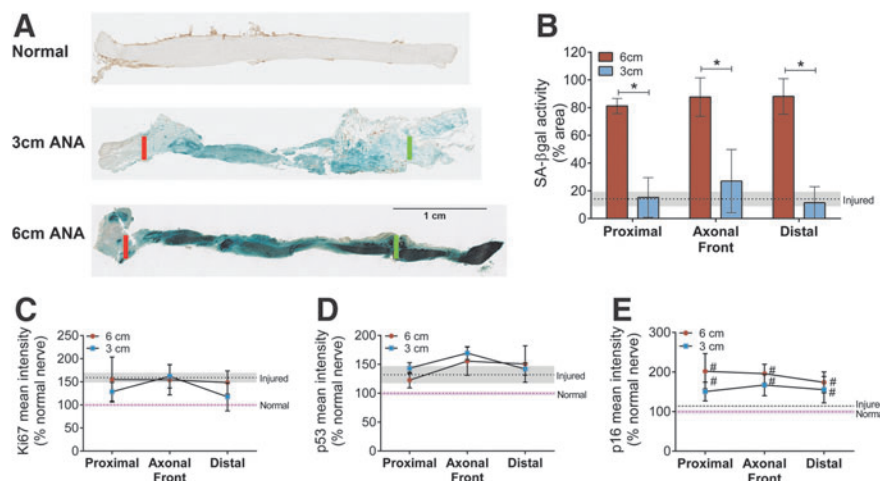 A
Normal
3cm ANA
6cm ANA
1 cm
B
SA-βgal activity
(% area)
120
100
80
60
40
20
0
6cm
3cm
*
*
*
Injured
Proximal
Axonal
Front
Distal
C
Ki67 mean intensity
(% normal nerve)
250
200
150
100
50
0
6 cm
3 cm
Injured
Normal
Proximal
Axonal
Front
Distal
D
p53 mean intensity
(% normal nerve)
200
150
100
50
0
6 cm
3 cm
Injured
Normal
Proximal
Axonal
Front
Distal
E
p16 mean intensity
(% normal nerve)
300
200
100
0
6 cm
3 cm
#
#
#
#
#
#
Injured
Normal
Proximal
Axonal
Front
Distal